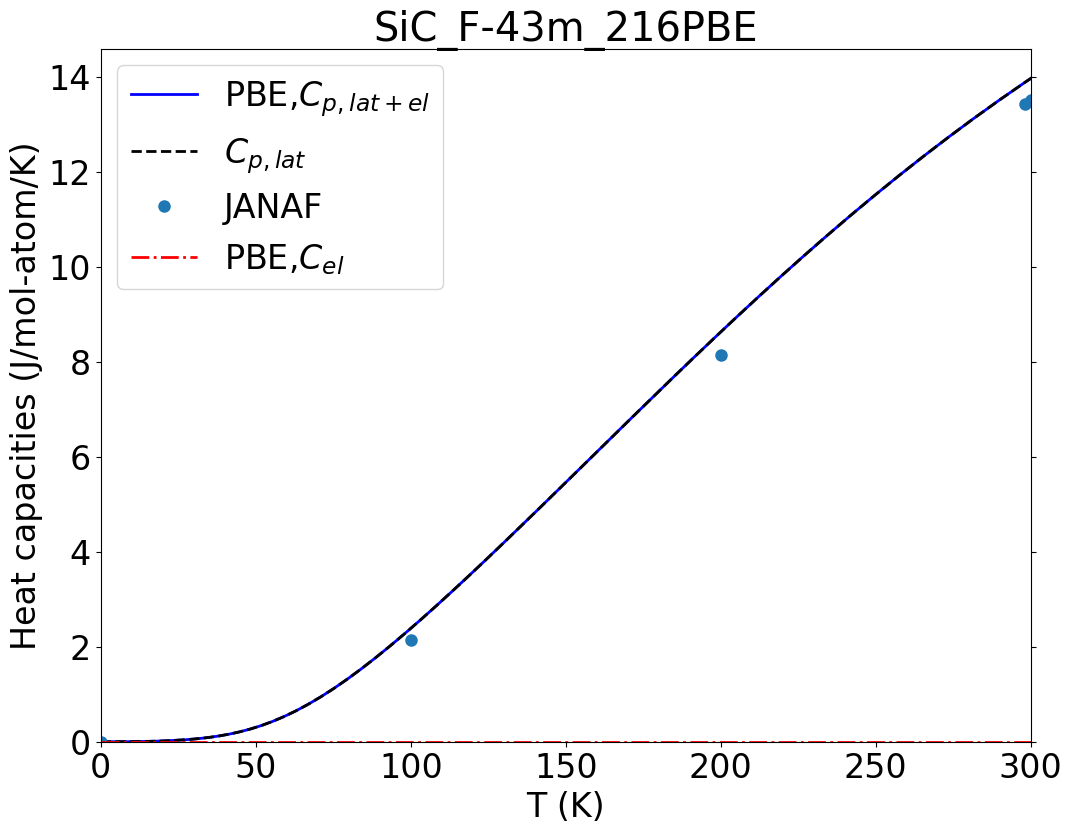 SiC_F-43m_216PBE
Heat capacities (J/mol-atom/K)
14
12
10
8
6
4
2
0
PBE,C_{p,lat+el}
C_{p,lat}
JANAF
PBE,C_{el}
0 50 100 150 200 250 300
T (K)